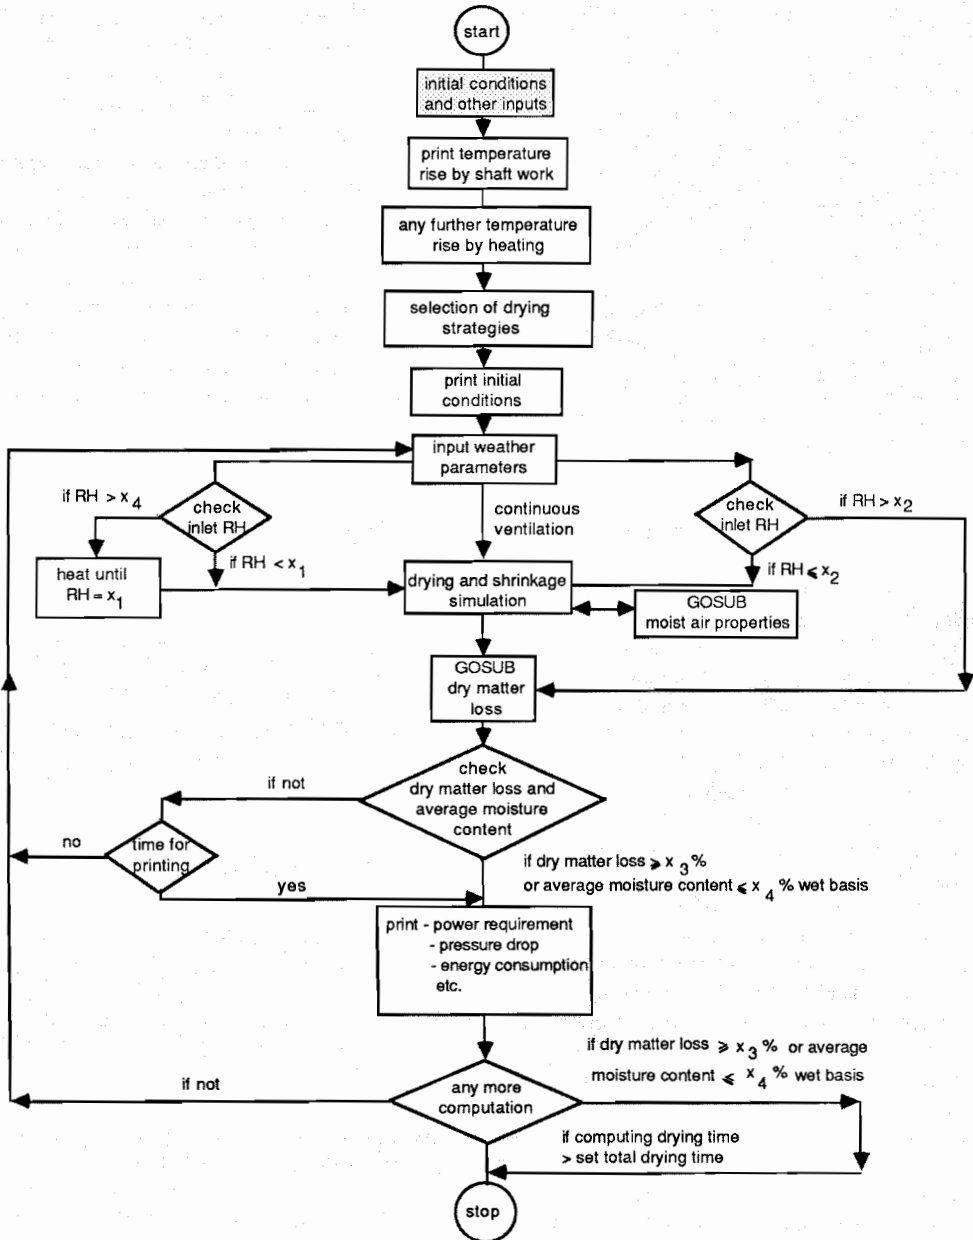 start
initial conditions
and other inputs
print temperature
rise by shaft work
any further temperature
rise by heating
selection of drying
strategies
print initial
conditions
input weather
parameters
if RH > x4
check
inlet RH
continuous
ventilation
check
inlet RH
if RH > x2
heat until
RH = x1
if RH < x1
drying and shrinkage
simulation
if RH ⩽ x2
GOSUB
moist air properties
GOSUB
dry matter
loss
check
dry matter loss and
average moisture
content
if not
no
time for
printing
yes
if dry matter loss ⩾ x3%
or average moisture content ⩽ x4% wet basis
print - power requirement
- pressure drop
- energy consumption
etc.
if dry matter loss ⩾ x3% or average
moisture content ⩽ x4% wet basis
if not
any more
computation
if computing drying time
> set total drying time
stop